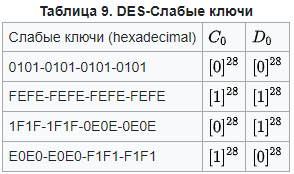 Таблица 9. DES-Слабые ключи
Слабые ключи (hexadecimal) C₀ D₀
0101-0101-0101-0101 [0]²⁸ [0]²⁸
FEFE-FEFE-FEFE-FEFE [1]²⁸ [1]²⁸
1F1F-1F1F-0E0E-0E0E [0]²⁸ [1]²⁸
E0E0-E0E0-F1F1-F1F1 [1]²⁸ [0]²⁸